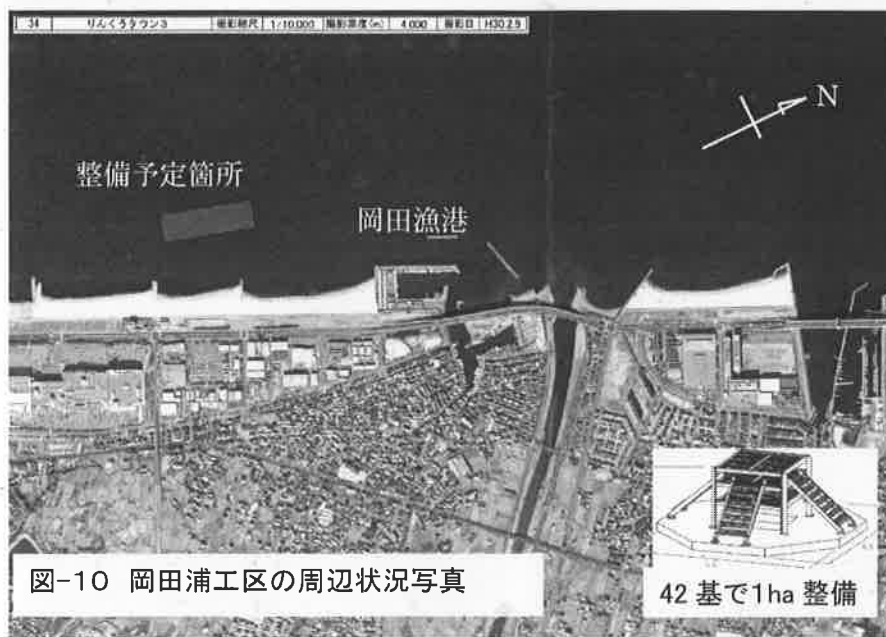 34 りんくうタウン3 撮影縮尺 1/10,000 撮影高度(m) 4,000 撮影日 H30.2.9
N
整備予定箇所
岡田漁港
図-10 岡田浦工区の周辺状況写真
42基で1ha整備